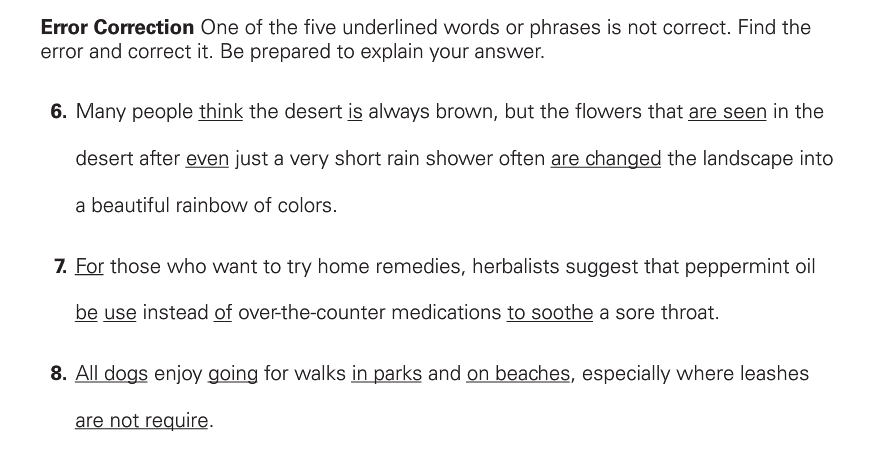 Error Correction One of the five underlined words or phrases is not correct. Find the
error and correct it. Be prepared to explain your answer.
6. Many people think the desert is always brown, but the flowers that are seen in the
desert after even just a very short rain shower often are changed the landscape into
a beautiful rainbow of colors.
7. For those who want to try home remedies, herbalists suggest that peppermint oil
be use instead of over-the-counter medications to soothe a sore throat.
8. All dogs enjoy going for walks in parks and on beaches, especially where leashes
are not require.